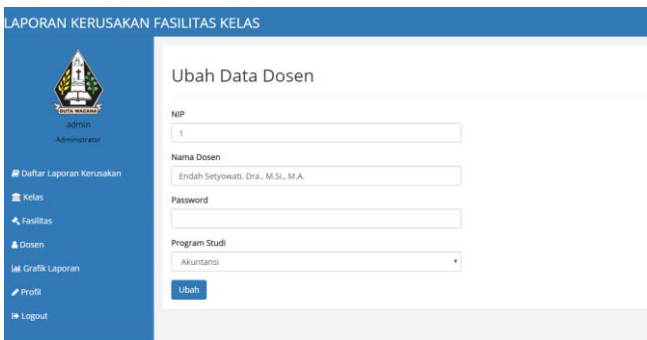 LAPORAN KERUSAKAN FASILITAS KELAS
DUTA WACANA
admin
Administrator
Daftar Laporan Kerusakan
Kelas
Fasilitas
Dosen
Grafik Laporan
Profil
Logout
Ubah Data Dosen
NIP
1
Nama Dosen
Endah Setyowati, Dra., M.Si., M.A.
Password
Program Studi
Akuntansi
Ubah